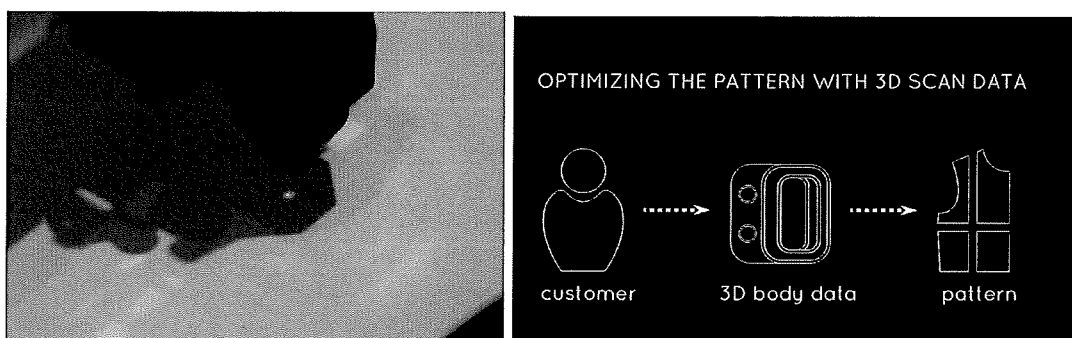 OPTIMIZING THE PATTERN WITH 3D SCAN DATA
customer
3D body data
pattern